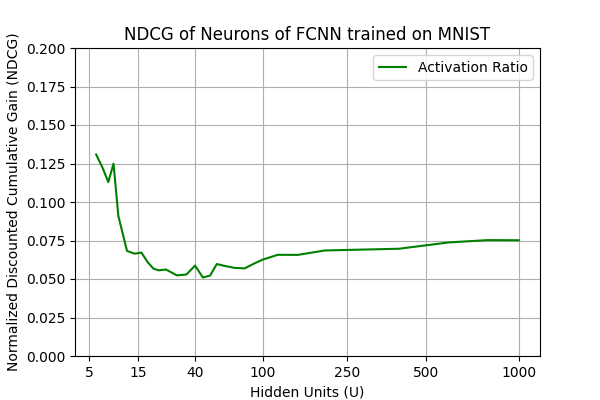 NDCG of Neurons of FCNN trained on MNIST
Normalized Discounted Cumulative Gain (NDCG)
0.200
0.175
0.150
0.125
0.100
0.075
0.050
0.025
0.000
Activation Ratio
5 15 40 100 250 500 1000
Hidden Units (U)